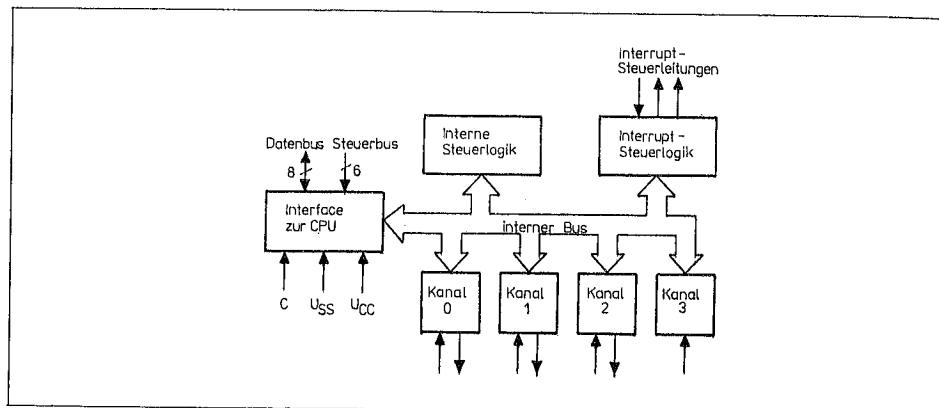 Interrupt-
Steuerleitungen
Interne
Steuerlogik
Interrupt-
Steuerlogik
Datenbus Steuerbus
8 6
Interface
zur CPU
interner Bus
C USS UCC
Kanal
0
Kanal
1
Kanal
2
Kanal
3